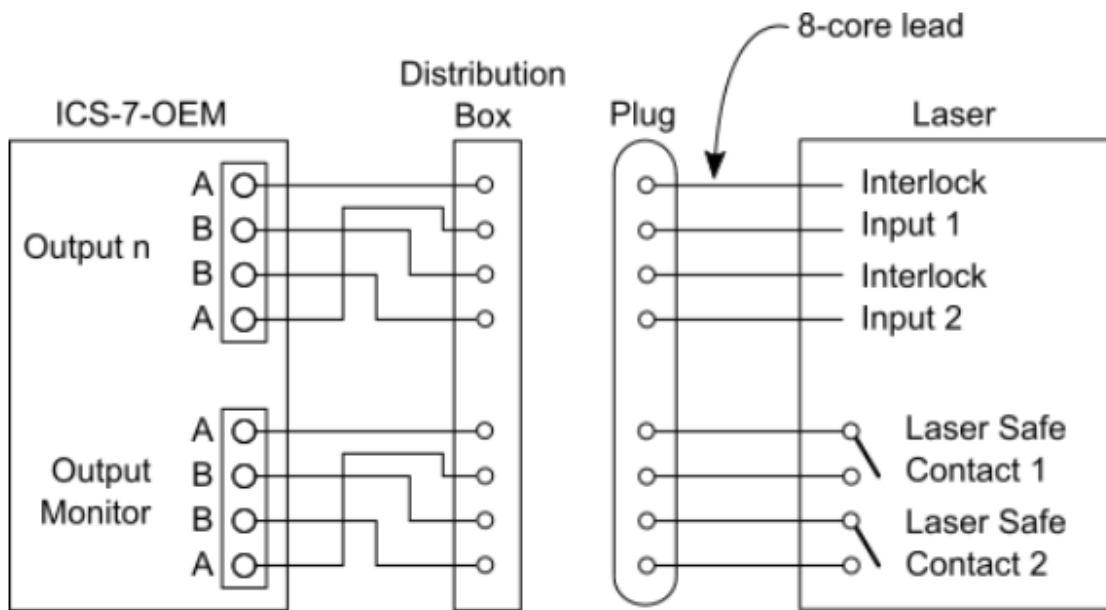 8-core lead
Distribution
Box
ICS-7-OEM
Plug
Laser
A
B
B
A
Output n
Interlock
Input 1
Interlock
Input 2
A
B
B
A
Output
Monitor
Laser Safe
Contact 1
Laser Safe
Contact 2